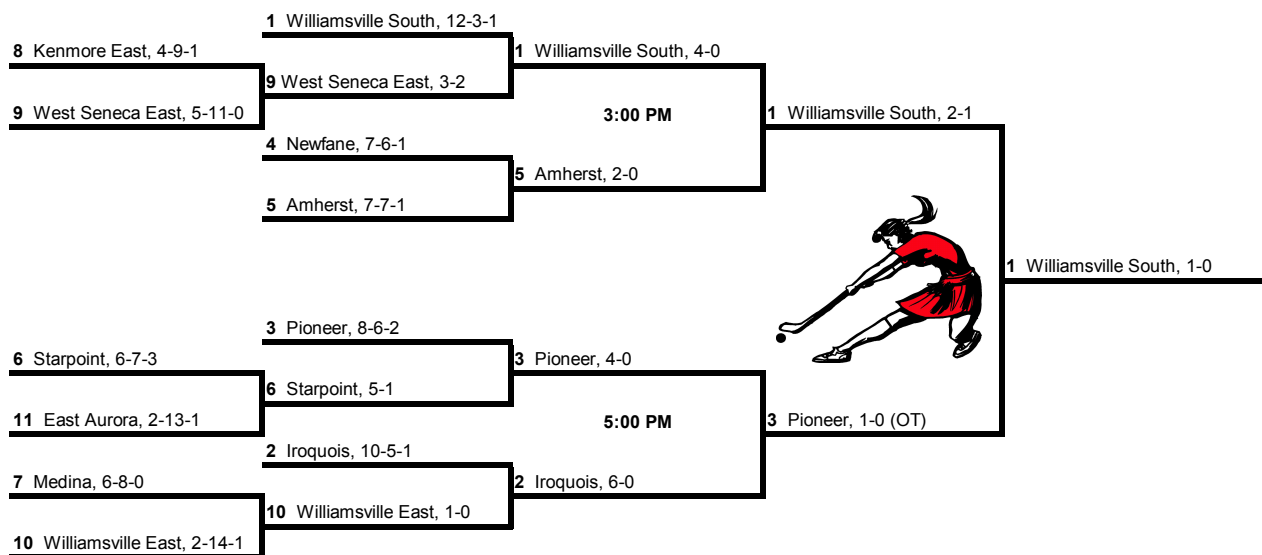 1 Williamsville South, 12-3-1
8 Kenmore East, 4-9-1
1 Williamsville South, 4-0
9 West Seneca East, 3-2
9 West Seneca East, 5-11-0
3:00 PM
1 Williamsville South, 2-1
4 Newfane, 7-6-1
5 Amherst, 2-0
5 Amherst, 7-7-1
1 Williamsville South, 1-0
3 Pioneer, 8-6-2
6 Starpoint, 6-7-3
3 Pioneer, 4-0
6 Starpoint, 5-1
11 East Aurora, 2-13-1
5:00 PM
3 Pioneer, 1-0 (OT)
2 Iroquois, 10-5-1
7 Medina, 6-8-0
2 Iroquois, 6-0
10 Williamsville East, 1-0
10 Williamsville East, 2-14-1